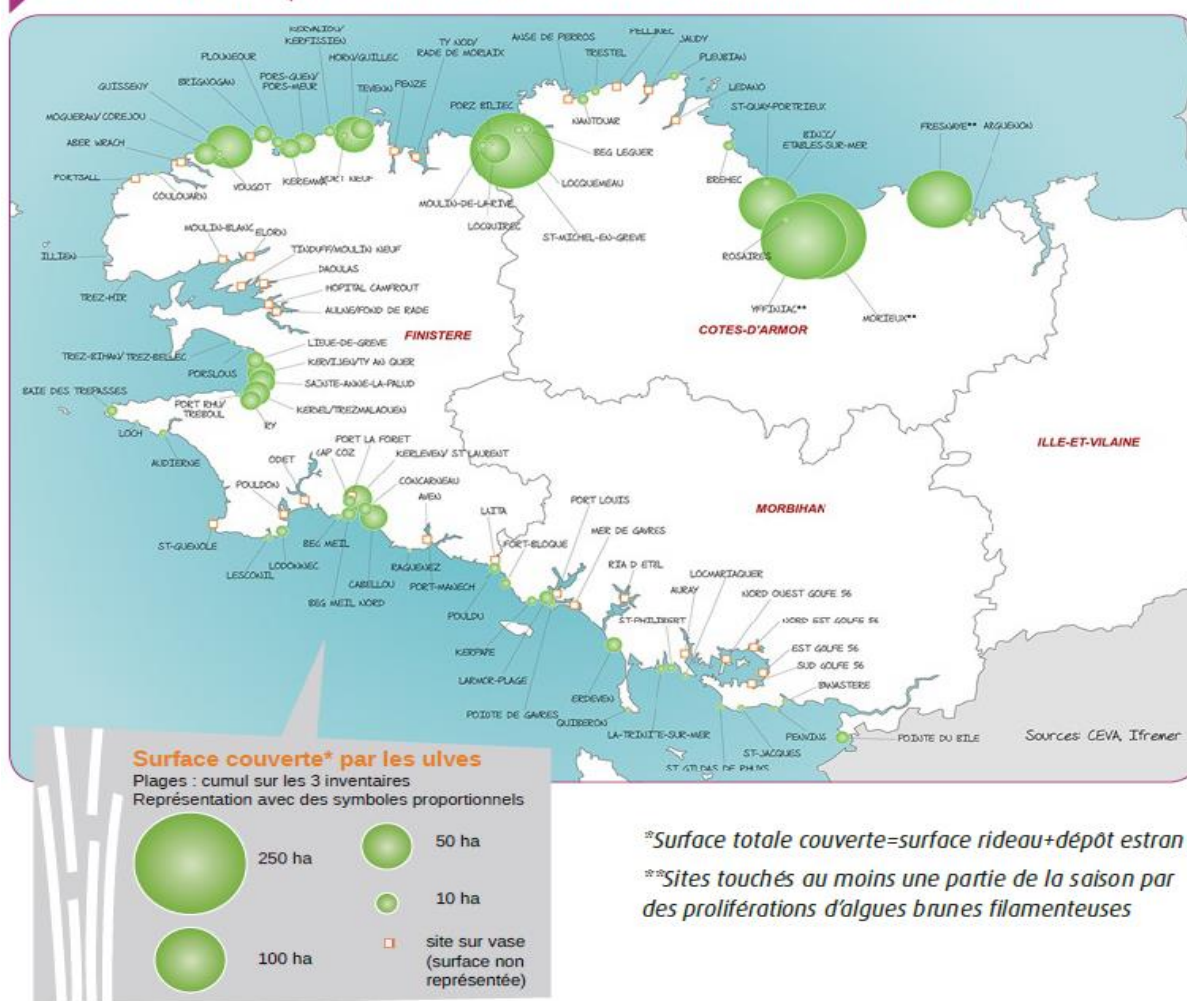 KERVALION/
KERFISSIEN
TY NOD/
RADE DE MORLAIX
ANSE DE PERROS
PELLINEC
TRESTEL
JAUDY
PLEUBIAN
PLOUNEOUR
PORS-GUEN/
PORS-MEUR
HORN/GUILLEC
BRIGNOGAN
TEVENN
PENZE
GUISSENY
LEDANO
MOGUERAN/COREJOU
PORZ BILIEC
NANTOUAR
ST-QUAY-PORTRIEUX
BINIC/
ETABLES-SUR-MER
FRESNAYE**
ARGUENON
ABER WRACH
BEG LEGUER
PORTSALL
VOUGOT
KEREMMA
PORT NEUF
LOCQUEMEAU
BREHEC
COULOUARN
MOULIN-DE-LA-RIVE
LOCQUIREC
MOULIN-BLANC
ELORN
ST-MICHEL-EN-GREVE
TINDUFF/MOULIN NEUF
ILLIEN
ROSAIRES
DAOULAS
TREZ-HIR
HOPITAL CAMFROUT
AULNE/FOND DE RADE
YFFINIAC**
MORIEUX**
FINISTERE
COTES-D'ARMOR
LIEUE-DE-GREVE
TREZ-BIHAN/TREZ-BELLEC
KERVIJEN/TY AN QUER
PORSLOUS
SAINTE-ANNE-LA-PALUD
BAIE DES TREPASSES
PORT RHU/
TREBOUL
KERVEL/TREZMALAOUEN
RY
LOCH
PORT LA FORET
ILLE-ET-VILAINE
CAP COZ
KERLEVEN/ ST LAURENT
AUDIERNE
ODET
CONCARNEAU
POULDON
AVEN
PORT LOUIS
MORBIHAN
LAITA
MER DE GAVRES
ST-GUENOLE
BEG MEIL
FORT-BLOQUE
RAGUENEZ
LODONNEC
LESCONIL
CABELLOU
PORT-MANECH
RIA D ETEL
LOCMARIAQUER
AURAY
NORD OUEST GOLFE 56
BEG MEIL NORD
POULDU
ST-PHILIBERT
NORD EST GOLFE 56
KERPAPE
EST GOLFE 56
SUD GOLFE 56
LARMOR-PLAGE
BANASTERE
ERDEVEN
POINTE DE GAVRES
QUIBERON
LA-TRINITE-SUR-MER
PENVINS
POINTE DU BILE
ST-JACQUES
ST GILDAS DE RHUYS
Sources: CEVA, Ifremer
Surface couverte* par les ulves
Plages : cumul sur les 3 inventaires
Représentation avec des symboles proportionnels
250 ha
50 ha
10 ha
100 ha
site sur vase
(surface non
représentée)
*Surface totale couverte=surface rideau+dépôt estran
**Sites touchés au moins une partie de la saison par
des proliférations d'algues brunes filamenteuses